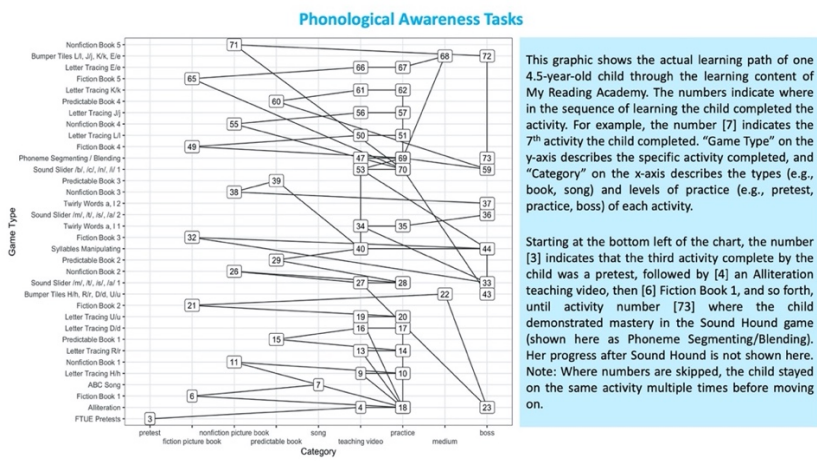 Phonological Awareness Tasks
Game Type
Nonfiction Book 5
Bumper Tiles L/l, J/j, K/k, E/e
Letter Tracing E/e
Fiction Book 5
Letter Tracing K/k
Predictable Book 4
Letter Tracing J/j
Nonfiction Book 4
Letter Tracing L/l
Fiction Book 4
Phoneme Segmenting / Blending
Sound Slider /b/, /c/, /n/, /i/ 1
Predictable Book 3
Nonfiction Book 3
Twirly Words a, I 2
Sound Slider /m/, /t/, /s/, /a/ 2
Twirly Words a, I 1
Fiction Book 3
Syllables Manipulating
Predictable Book 2
Nonfiction Book 2
Sound Slider /m/, /t/, /s/, /a/ 1
Bumper Tiles H/h, R/r, D/d, U/u
Fiction Book 2
Letter Tracing U/u
Letter Tracing D/d
Predictable Book 1
Letter Tracing R/r
Nonfiction Book 1
Letter Tracing H/h
ABC Song
Fiction Book 1
Alliteration
FTUE Pretests
71
68 72
66 67
65
61 62
60
56 57
55
50 51
49
47 69 73
53 70 59
39
38
37
36
34 35
32
40 44
29
26
27 28 33
22 43
21
19 20
16 17
15
13 14
11
9 10
7
6
4 18 23
3
pretest nonfiction picture book song practice boss
fiction picture book predictable book teaching video medium
Category
This graphic shows the actual learning path of one
4.5-year-old child through the learning content of
My Reading Academy. The numbers indicate where
in the sequence of learning the child completed the
activity. For example, the number [7] indicates the
7th activity the child completed. “Game Type” on the
y-axis describes the specific activity completed, and
“Category” on the x-axis describes the types (e.g.,
book, song) and levels of practice (e.g., pretest,
practice, boss) of each activity.
Starting at the bottom left of the chart, the number
[3] indicates that the third activity complete by the
child was a pretest, followed by [4] an Alliteration
teaching video, then [6] Fiction Book 1, and so forth,
until activity number [73] where the child
demonstrated mastery in the Sound Hound game
(shown here as Phoneme Segmenting/Blending).
Her progress after Sound Hound is not shown here.
Note: Where numbers are skipped, the child stayed
on the same activity multiple times before moving
on.